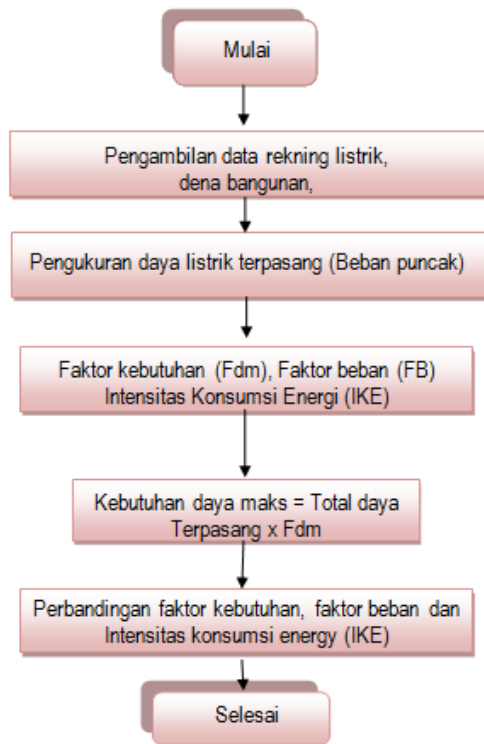 Mulai
Pengambilan data rekning listrik,
dena bangunan,
Pengukuran daya listrik terpasang (Beban puncak)
Faktor kebutuhan (Fdm), Faktor beban (FB)
Intensitas Konsumsi Energi (IKE)
Kebutuhan daya maks = Total daya
Terpasang x Fdm
Perbandingan faktor kebutuhan, faktor beban dan
Intensitas konsumsi energy (IKE)
Selesai